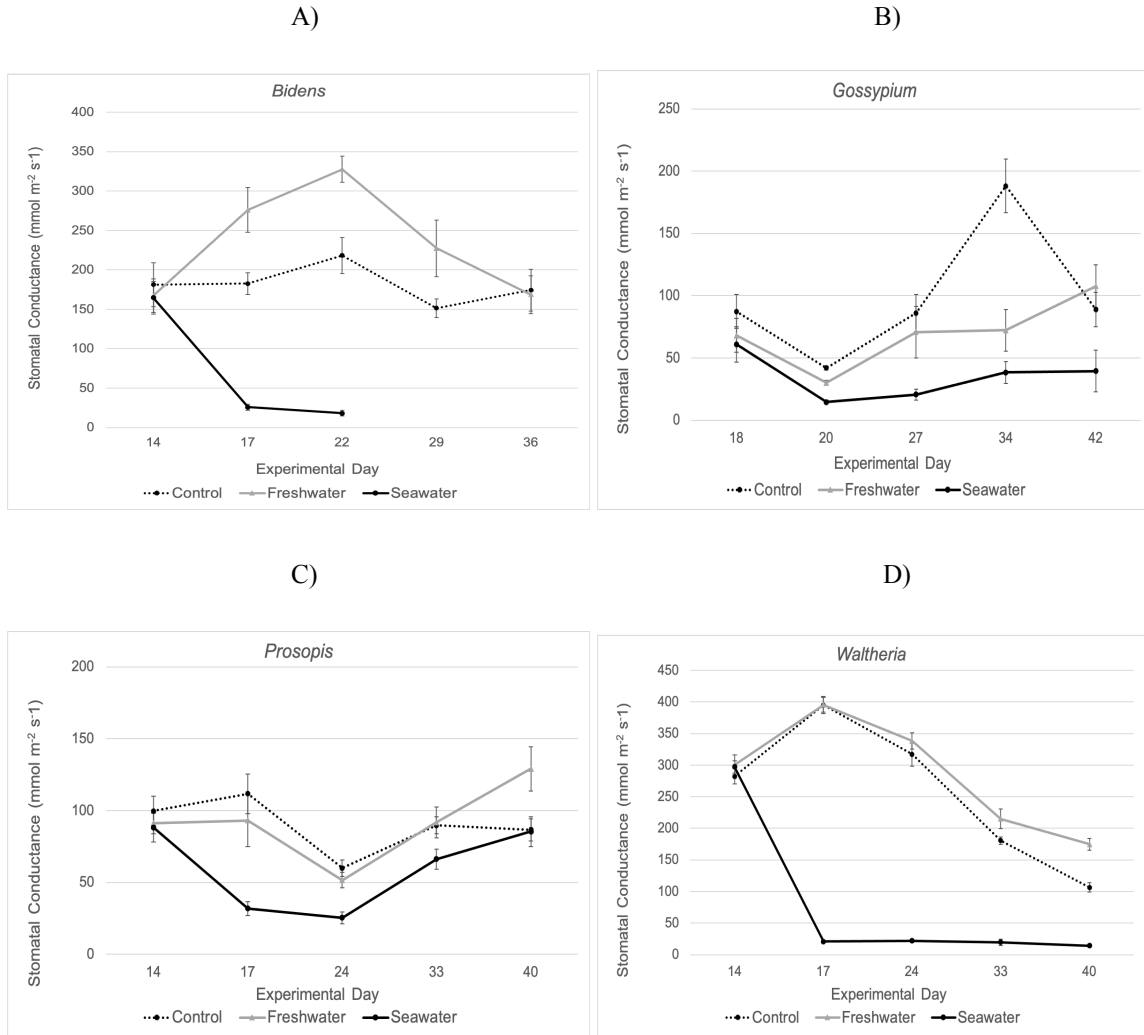 A)
B)
Bidens
Stomatal Conductance (mmol m-2 s-1)
400
350
300
250
200
150
100
50
0
14 17 22 29 36
Experimental Day
Control Freshwater Seawater
Gossypium
Stomatal Conductance (mmol m-2 s-1)
250
200
150
100
50
0
18 20 27 34 42
Experimental Day
Control Freshwater Seawater
C)
D)
Prosopis
Stomatal Conductance (mmol m-2 s-1)
200
150
100
50
0
14 17 24 33 40
Experimental Day
Control Freshwater Seawater
Waltheria
Stomatal Conductance (mmol m-2 s-1)
450
400
350
300
250
200
150
100
50
0
14 17 24 33 40
Experimental Day
Control Freshwater Seawater